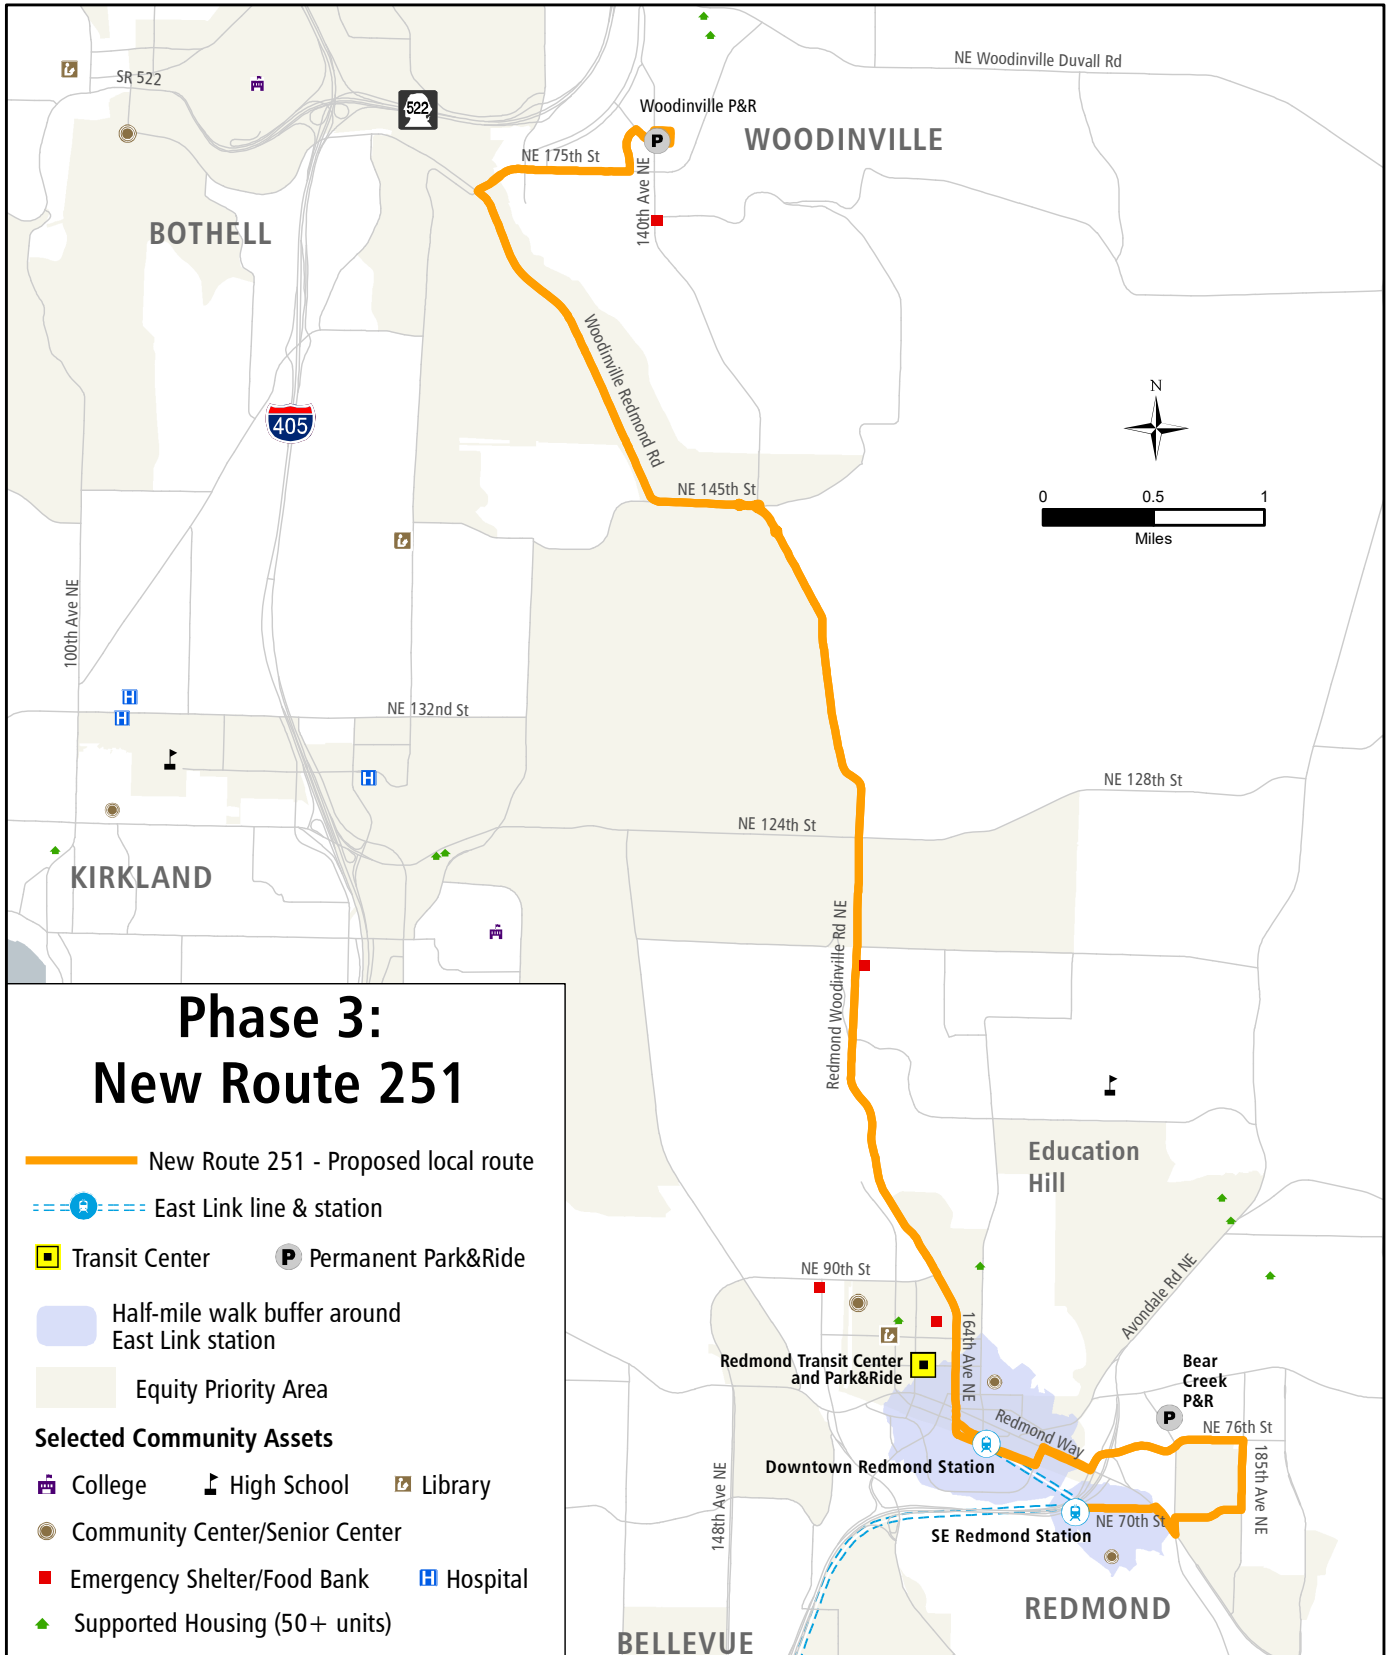 NE Woodinville Duvall Rd
SR 522
522
Woodinville P&R
P
WOODINVILLE
NE 175th St
140th Ave NE
BOTHELL
Woodinville Redmond Rd
405
N
NE 145th St
0 0.5 1
Miles
100th Ave NE
H
H
NE 132nd St
H
NE 128th St
NE 124th St
KIRKLAND
Redmond Woodinville Rd NE
Phase 3:
New Route 251
New Route 251 - Proposed local route
East Link line & station
Transit Center
P Permanent Park&Ride
Half-mile walk buffer around
East Link station
Equity Priority Area
Selected Community Assets
College
High School
Library
Community Center/Senior Center
Emergency Shelter/Food Bank
H Hospital
Supported Housing (50+ units)
Education
Hill
Avondale Rd NE
NE 90th St
164th Ave NE
Redmond Transit Center
and Park&Ride
Bear
Creek
P&R
P
Redmond Way
NE 76th St
185th Ave NE
Downtown Redmond Station
148th Ave NE
NE 70th St
SE Redmond Station
REDMOND
BELLEVUE